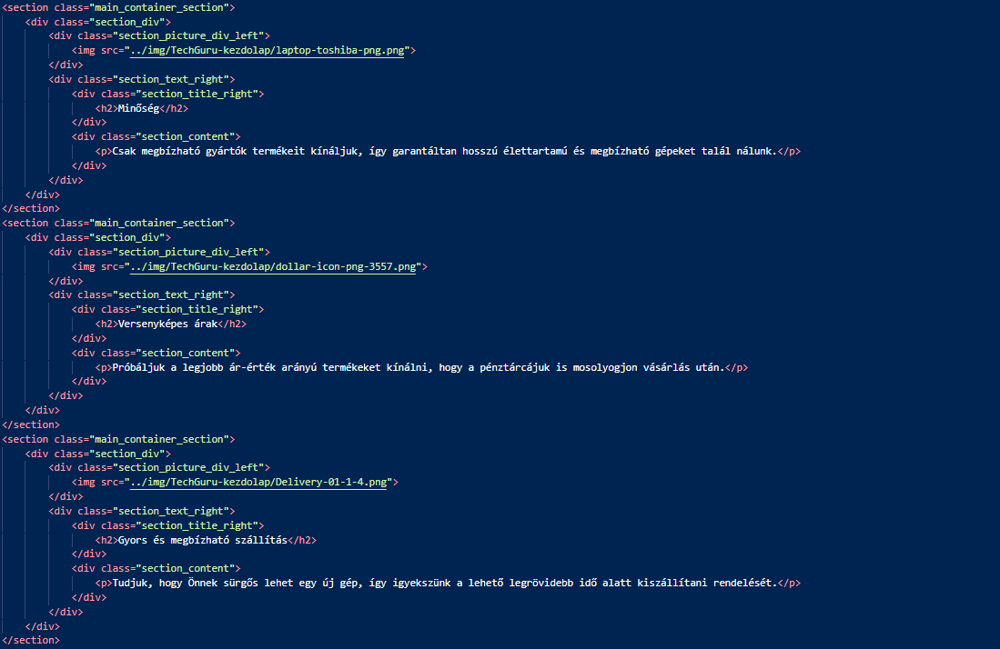 <section class="main_container_section">
<div class="section_div">
<div class="section_picture_div_left">
<img src="../img/TechGuru-kezdolap/laptop-toshiba-png.png">
</div>
<div class="section_text_right">
<div class="section_title_right">
<h2>Minőség</h2>
</div>
<div class="section_content">
<p>Csak megbízható gyártók termékeit kínáljuk, így garantáltan hosszú élettartamú és megbízható gépeket talál nálunk.</p>
</div>
</div>
</div>
</section>
<section class="main_container_section">
<div class="section_div">
<div class="section_picture_div_left">
<img src="../img/TechGuru-kezdolap/dollar-icon-png-3557.png">
</div>
<div class="section_text_right">
<div class="section_title_right">
<h2>Versenyképes árak</h2>
</div>
<div class="section_content">
<p>Próbáljuk a legjobb ár-érték arányú termékeket kínálni, hogy a pénztárcájuk is mosolyogjon vásárlás után.</p>
</div>
</div>
</div>
</section>
<section class="main_container_section">
<div class="section_div">
<div class="section_picture_div_left">
<img src="../img/TechGuru-kezdolap/Delivery-01-1-4.png">
</div>
<div class="section_text_right">
<div class="section_title_right">
<h2>Gyors és megbízható szállítás</h2>
</div>
<div class="section_content">
<p>Tudjuk, hogy Önnek sürgős lehet egy új gép, így igyekszünk a lehető legrövidebb idő alatt kiszállítani rendelését.</p>
</div>
</div>
</div>
</section>